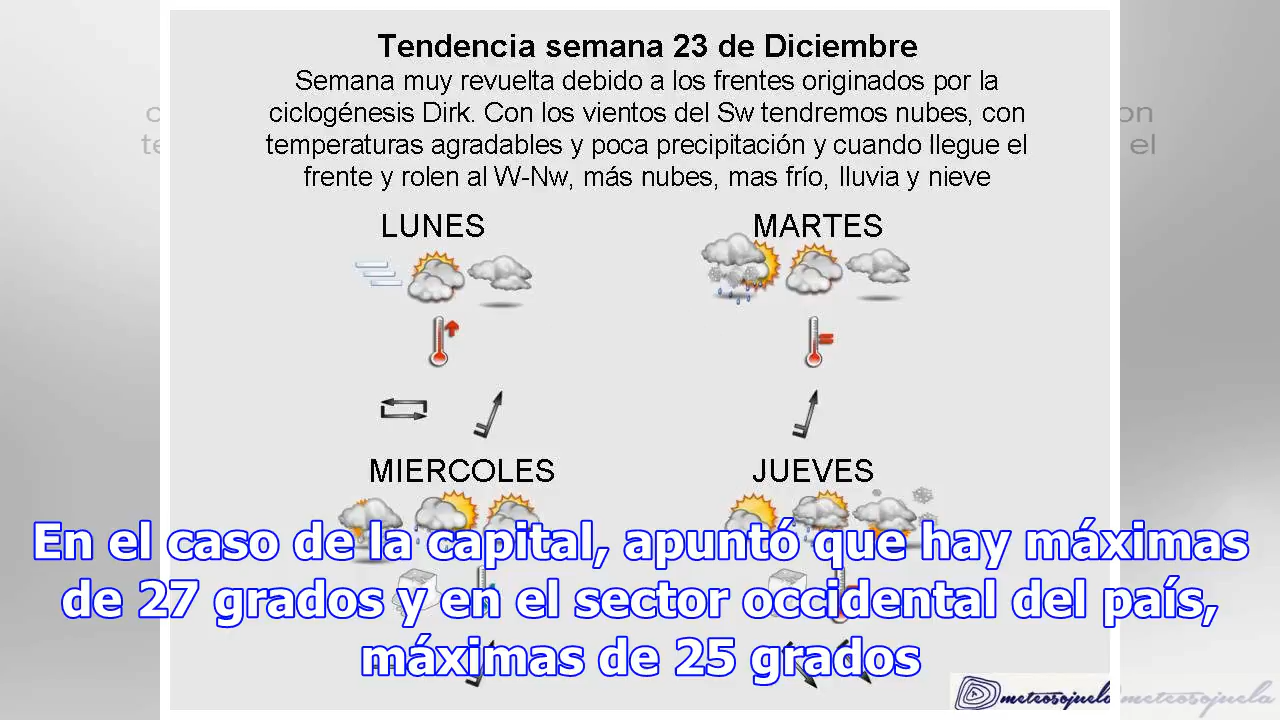 Tendencia semana 23 de Diciembre
Semana muy revuelta debido a los frentes originados por la
ciclogénesis Dirk. Con los vientos del Sw tendremos nubes, con
temperaturas agradables y poca precipitación y cuando llegue el
frente y rolen al W-Nw, más nubes, mas frío, lluvia y nieve
LUNES
MARTES
MIERCOLES
JUEVES
En el caso de la capital, apuntó que hay máximas
de 27 grados y en el sector occidental del país,
máximas de 25 grados
meteosojuela
meteosojuela